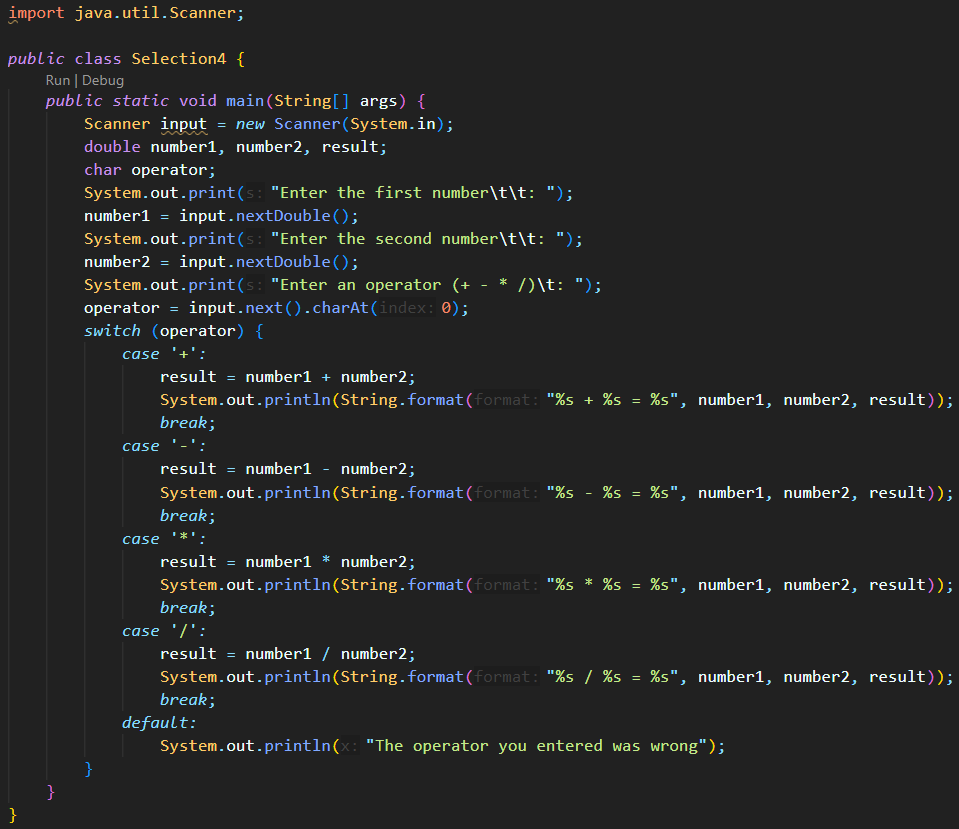 import java.util.Scanner;
public class Selection4 {
Run | Debug
public static void main(String[] args) {
Scanner input = new Scanner(System.in);
double number1, number2, result;
char operator;
System.out.print(s: "Enter the first number\t\t: ");
number1 = input.nextDouble();
System.out.print(s: "Enter the second number\t\t: ");
number2 = input.nextDouble();
System.out.print(s: "Enter an operator (+ - * /)\t: ");
operator = input.next().charAt(index: 0);
switch (operator) {
case '+':
result = number1 + number2;
System.out.println(String.format(format: "%s + %s = %s", number1, number2, result));
break;
case '-':
result = number1 - number2;
System.out.println(String.format(format: "%s - %s = %s", number1, number2, result));
break;
case '*':
result = number1 * number2;
System.out.println(String.format(format: "%s * %s = %s", number1, number2, result));
break;
case '/':
result = number1 / number2;
System.out.println(String.format(format: "%s / %s = %s", number1, number2, result));
break;
default:
System.out.println(x: "The operator you entered was wrong");
}
}
}